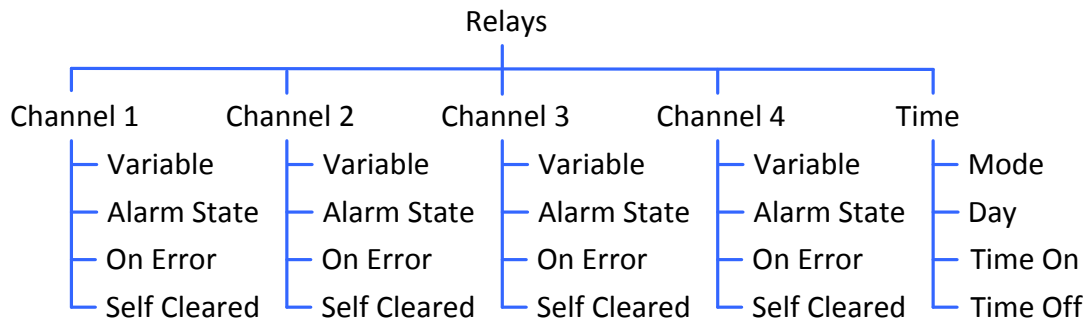 Relays
Channel 1 Channel 2 Channel 3 Channel 4 Time
Variable Variable Variable Variable Mode
Alarm State Alarm State Alarm State Alarm State Day
On Error On Error On Error On Error Time On
Self Cleared Self Cleared Self Cleared Self Cleared Time Off